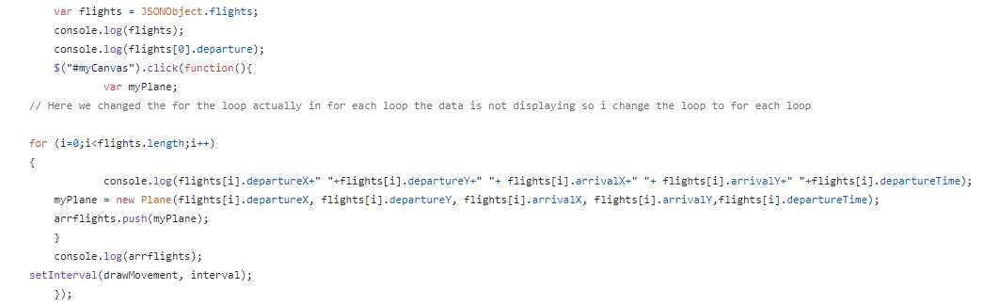 var flights = JSONObject.flights;
console.log(flights);
console.log(flights[0].departure);
$("#myCanvas").click(function(){
var myPlane;
// Here we changed the for the loop actually in for each loop the data is not displaying so i change the loop to for each loop
for (i=0;i<flights.length;i++)
{
console.log(flights[i].departureX+" "+flights[i].departureY+" "+ flights[i].arrivalX+" "+ flights[i].arrivalY+" "+flights[i].departureTime);
myPlane = new Plane(flights[i].departureX, flights[i].departureY, flights[i].arrivalX, flights[i].arrivalY,flights[i].departureTime);
arrflights.push(myPlane);
}
console.log(arrflights);
setInterval(drawMovement, interval);
});